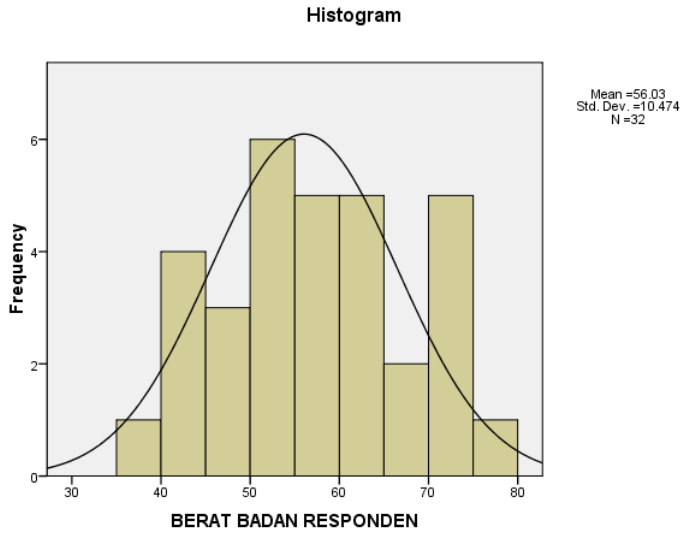 Histogram
Mean =56.03
Std. Dev. =10.474
N =32
Frequency
6
4
2
0
30 40 50 60 70 80
BERAT BADAN RESPONDEN